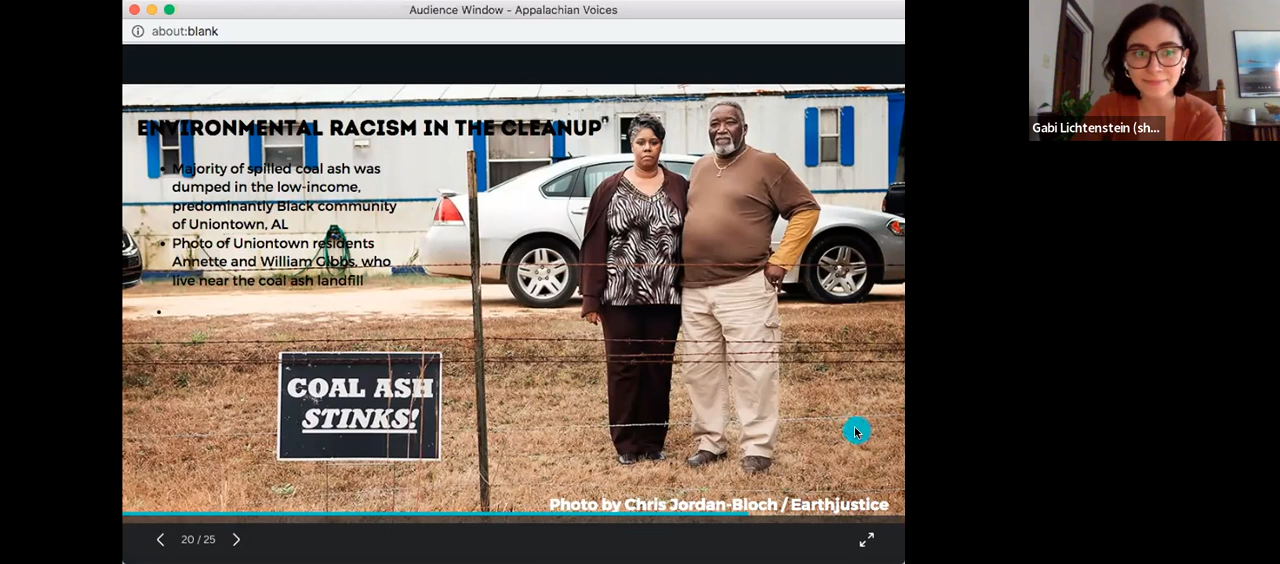 Audience Window - Appalachian Voices
about:blank
Gabi Lichtenstein (sh...
ENVIRONMENTAL RACISM IN THE CLEANUP
• Majority of spilled coal ash was
dumped in the low-income,
predominantly Black community
of Uniontown, AL
• Photo of Uniontown residents
Annette and William Gibbs, who
live near the coal ash landfill
•
COAL ASH
STINKS!
Photo by Chris Jordan-Bloch / Earthjustice
20 / 25